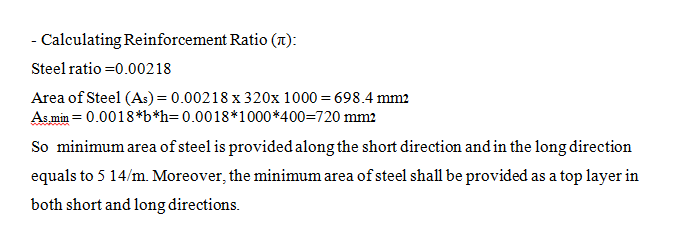 - Calculating Reinforcement Ratio (π):
Steel ratio =0.00218
Area of Steel (As) = 0.00218 x 320x 1000 = 698.4 mm2
As,min = 0.0018*b*h= 0.0018*1000*400=720 mm2
So minimum area of steel is provided along the short direction and in the long direction
equals to 5 14/m. Moreover, the minimum area of steel shall be provided as a top layer in
both short and long directions.